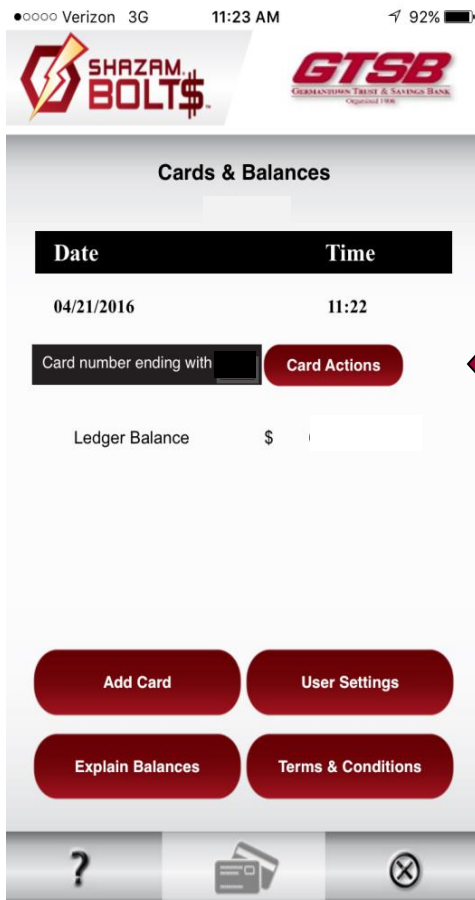 ●○○○○ Verizon 3G 11:23 AM 92%
SHAZAM.
BOLT$
GTSB
GERMANTOWN TRUST & SAVINGS BANK
Organized 1906
Cards & Balances
Date Time
04/21/2016 11:22
Card number ending with Card Actions
Ledger Balance $
Add Card User Settings
Explain Balances Terms & Conditions
?